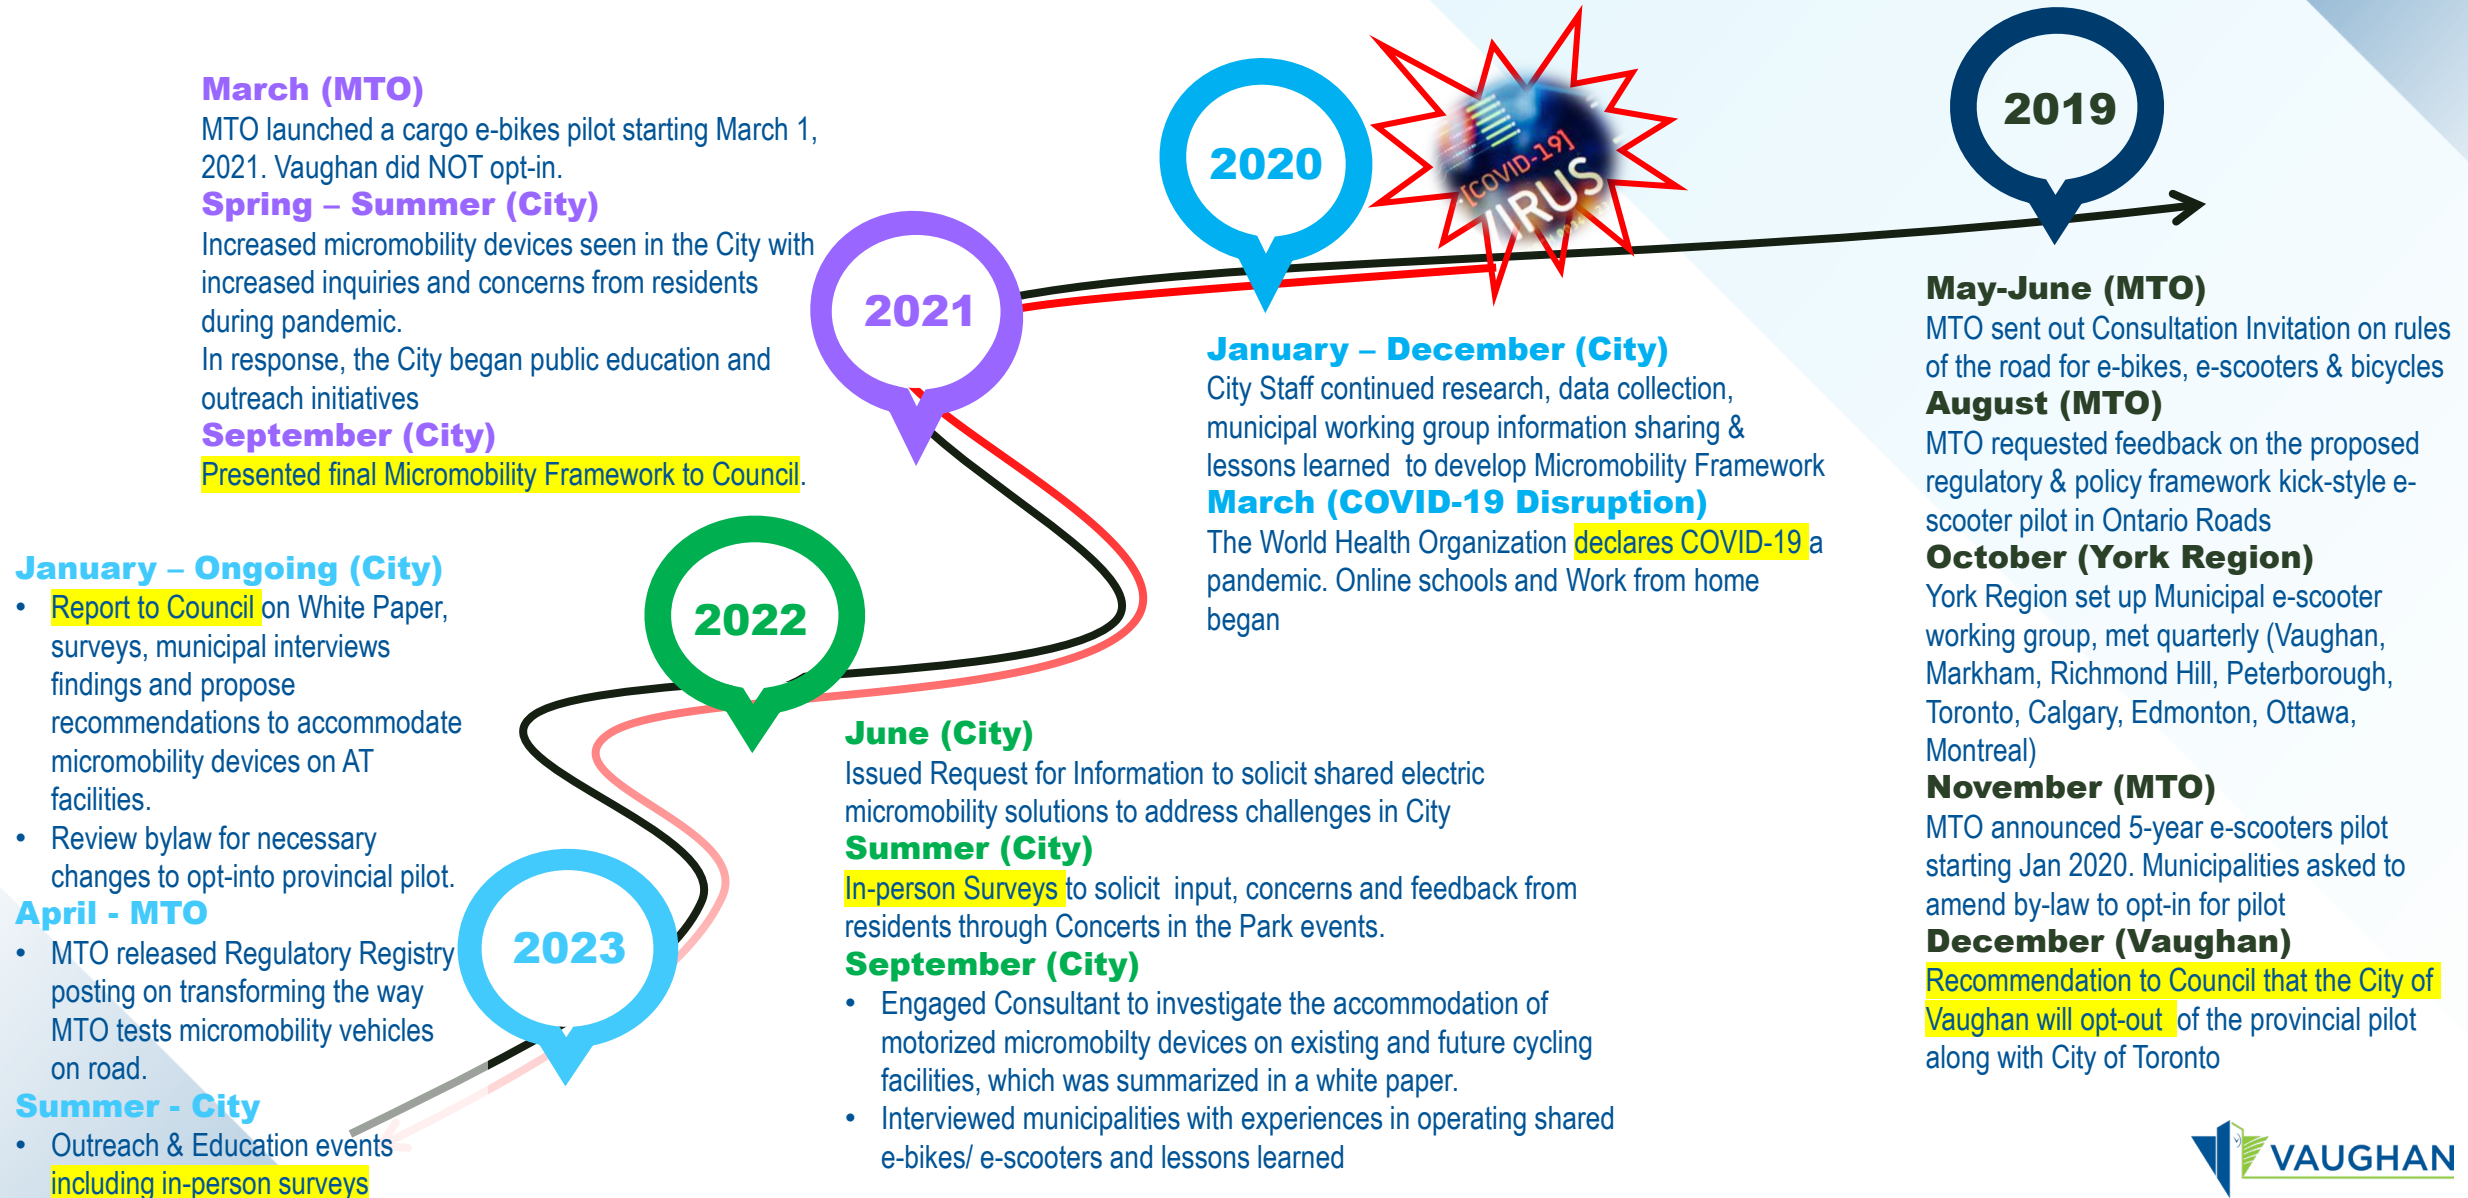 March (MTO)
MTO launched a cargo e-bikes pilot starting March 1,
2021. Vaughan did NOT opt-in.
Spring – Summer (City)
Increased micromobility devices seen in the City with
increased inquiries and concerns from residents
during pandemic.
In response, the City began public education and
outreach initiatives
September (City)
Presented final Micromobility Framework to Council.
2021
2020
[COVID-19]
VIRUS
2019
January – December (City)
City Staff continued research, data collection,
municipal working group information sharing &
lessons learned to develop Micromobility Framework
March (COVID-19 Disruption)
The World Health Organization declares COVID-19 a
pandemic. Online schools and Work from home
began
May-June (MTO)
MTO sent out Consultation Invitation on rules
of the road for e-bikes, e-scooters & bicycles
August (MTO)
MTO requested feedback on the proposed
regulatory & policy framework kick-style e-
scooter pilot in Ontario Roads
October (York Region)
York Region set up Municipal e-scooter
working group, met quarterly (Vaughan,
Markham, Richmond Hill, Peterborough,
Toronto, Calgary, Edmonton, Ottawa,
Montreal)
November (MTO)
MTO announced 5-year e-scooters pilot
starting Jan 2020. Municipalities asked to
amend by-law to opt-in for pilot
December (Vaughan)
Recommendation to Council that the City of
Vaughan will opt-out of the provincial pilot
along with City of Toronto
January – Ongoing (City)
• Report to Council on White Paper,
surveys, municipal interviews
findings and propose
recommendations to accommodate
micromobility devices on AT
facilities.
• Review bylaw for necessary
changes to opt-into provincial pilot.
April - MTO
• MTO released Regulatory Registry
posting on transforming the way
MTO tests micromobility vehicles
on road.
Summer - City
• Outreach & Education events
including in-person surveys
2022
2023
June (City)
Issued Request for Information to solicit shared electric
micromobility solutions to address challenges in City
Summer (City)
In-person Surveys to solicit input, concerns and feedback from
residents through Concerts in the Park events.
September (City)
• Engaged Consultant to investigate the accommodation of
motorized micromobilty devices on existing and future cycling
facilities, which was summarized in a white paper.
• Interviewed municipalities with experiences in operating shared
e-bikes/ e-scooters and lessons learned
VAUGHAN